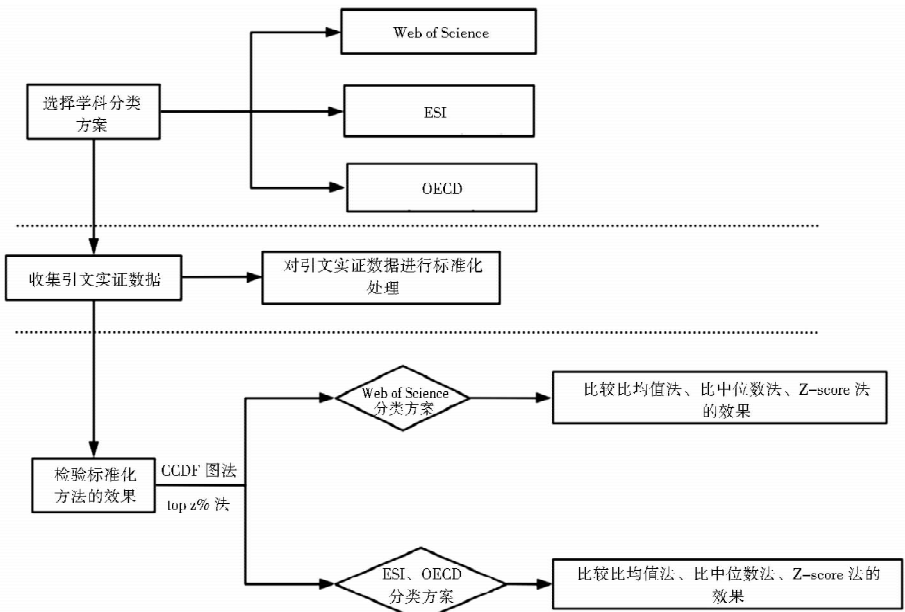 Web of Science
选择学科分类
方案
ESI
OECD
收集引文实证数据
对引文实证数据进行标准化
处理
Web of Science
分类方案
比较比均值法、比中位数法、Z-score 法
的效果
检验标准化
方法的效果
CCDF 图法
top z% 法
ESI、OECD
分类方案
比较比均值法、比中位数法、Z-score 法的
效果